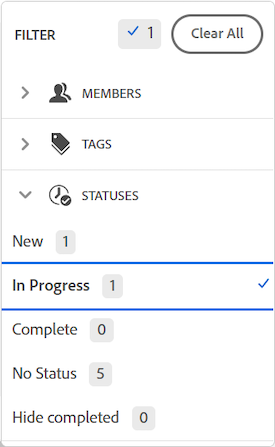 FILTER 1 Clear All
MEMBERS
TAGS
STATUSES
New 1
In Progress 1
Complete 0
No Status 5
Hide completed 0